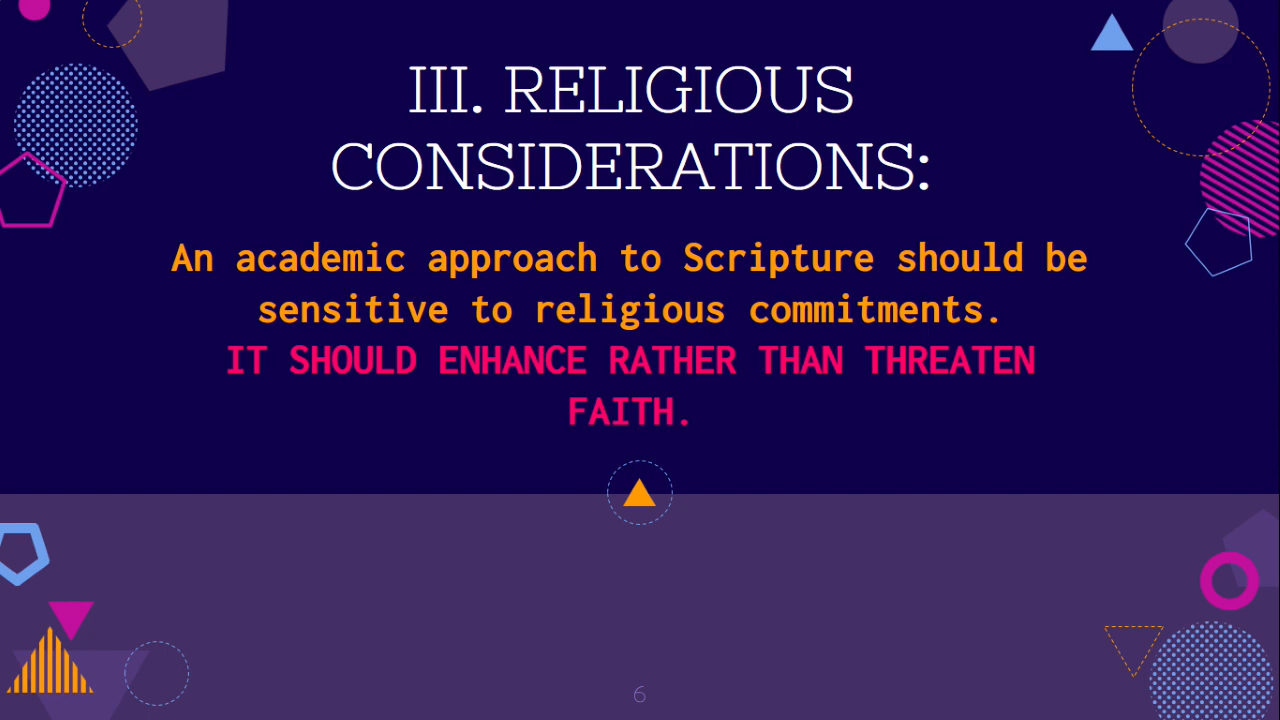 III. RELIGIOUS
CONSIDERATIONS:
An academic approach to Scripture should be
sensitive to religious commitments.
IT SHOULD ENHANCE RATHER THAN THREATEN
FAITH.
6